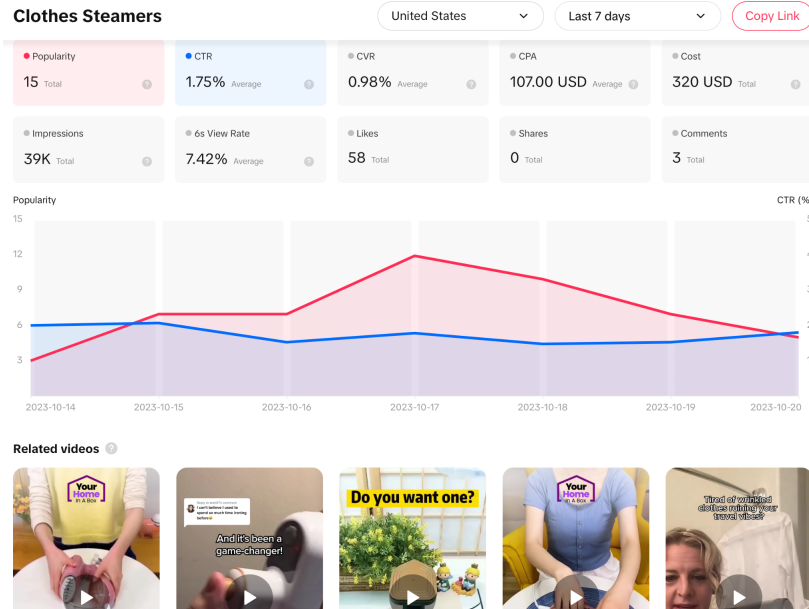 Clothes Steamers
United States
Last 7 days
Copy Link
Popularity
15 Total
CTR
1.75% Average
CVR
0.98% Average
CPA
107.00 USD Average
Cost
320 USD Total
Impressions
39K Total
6s View Rate
7.42% Average
Likes
58 Total
Shares
0 Total
Comments
3 Total
Popularity
CTR (%
15
12
9
6
3
2023-10-14
2023-10-15
2023-10-16
2023-10-17
2023-10-18
2023-10-19
2023-10-20
Related videos
Your
Home
In A Box
I can't believe I used to
spend so much time ironing
before
And it's been a
game-changer!
Do you want one?
Your
Home
In A Box
Tired of wrinkled
clothes ruining your
travel vibes?